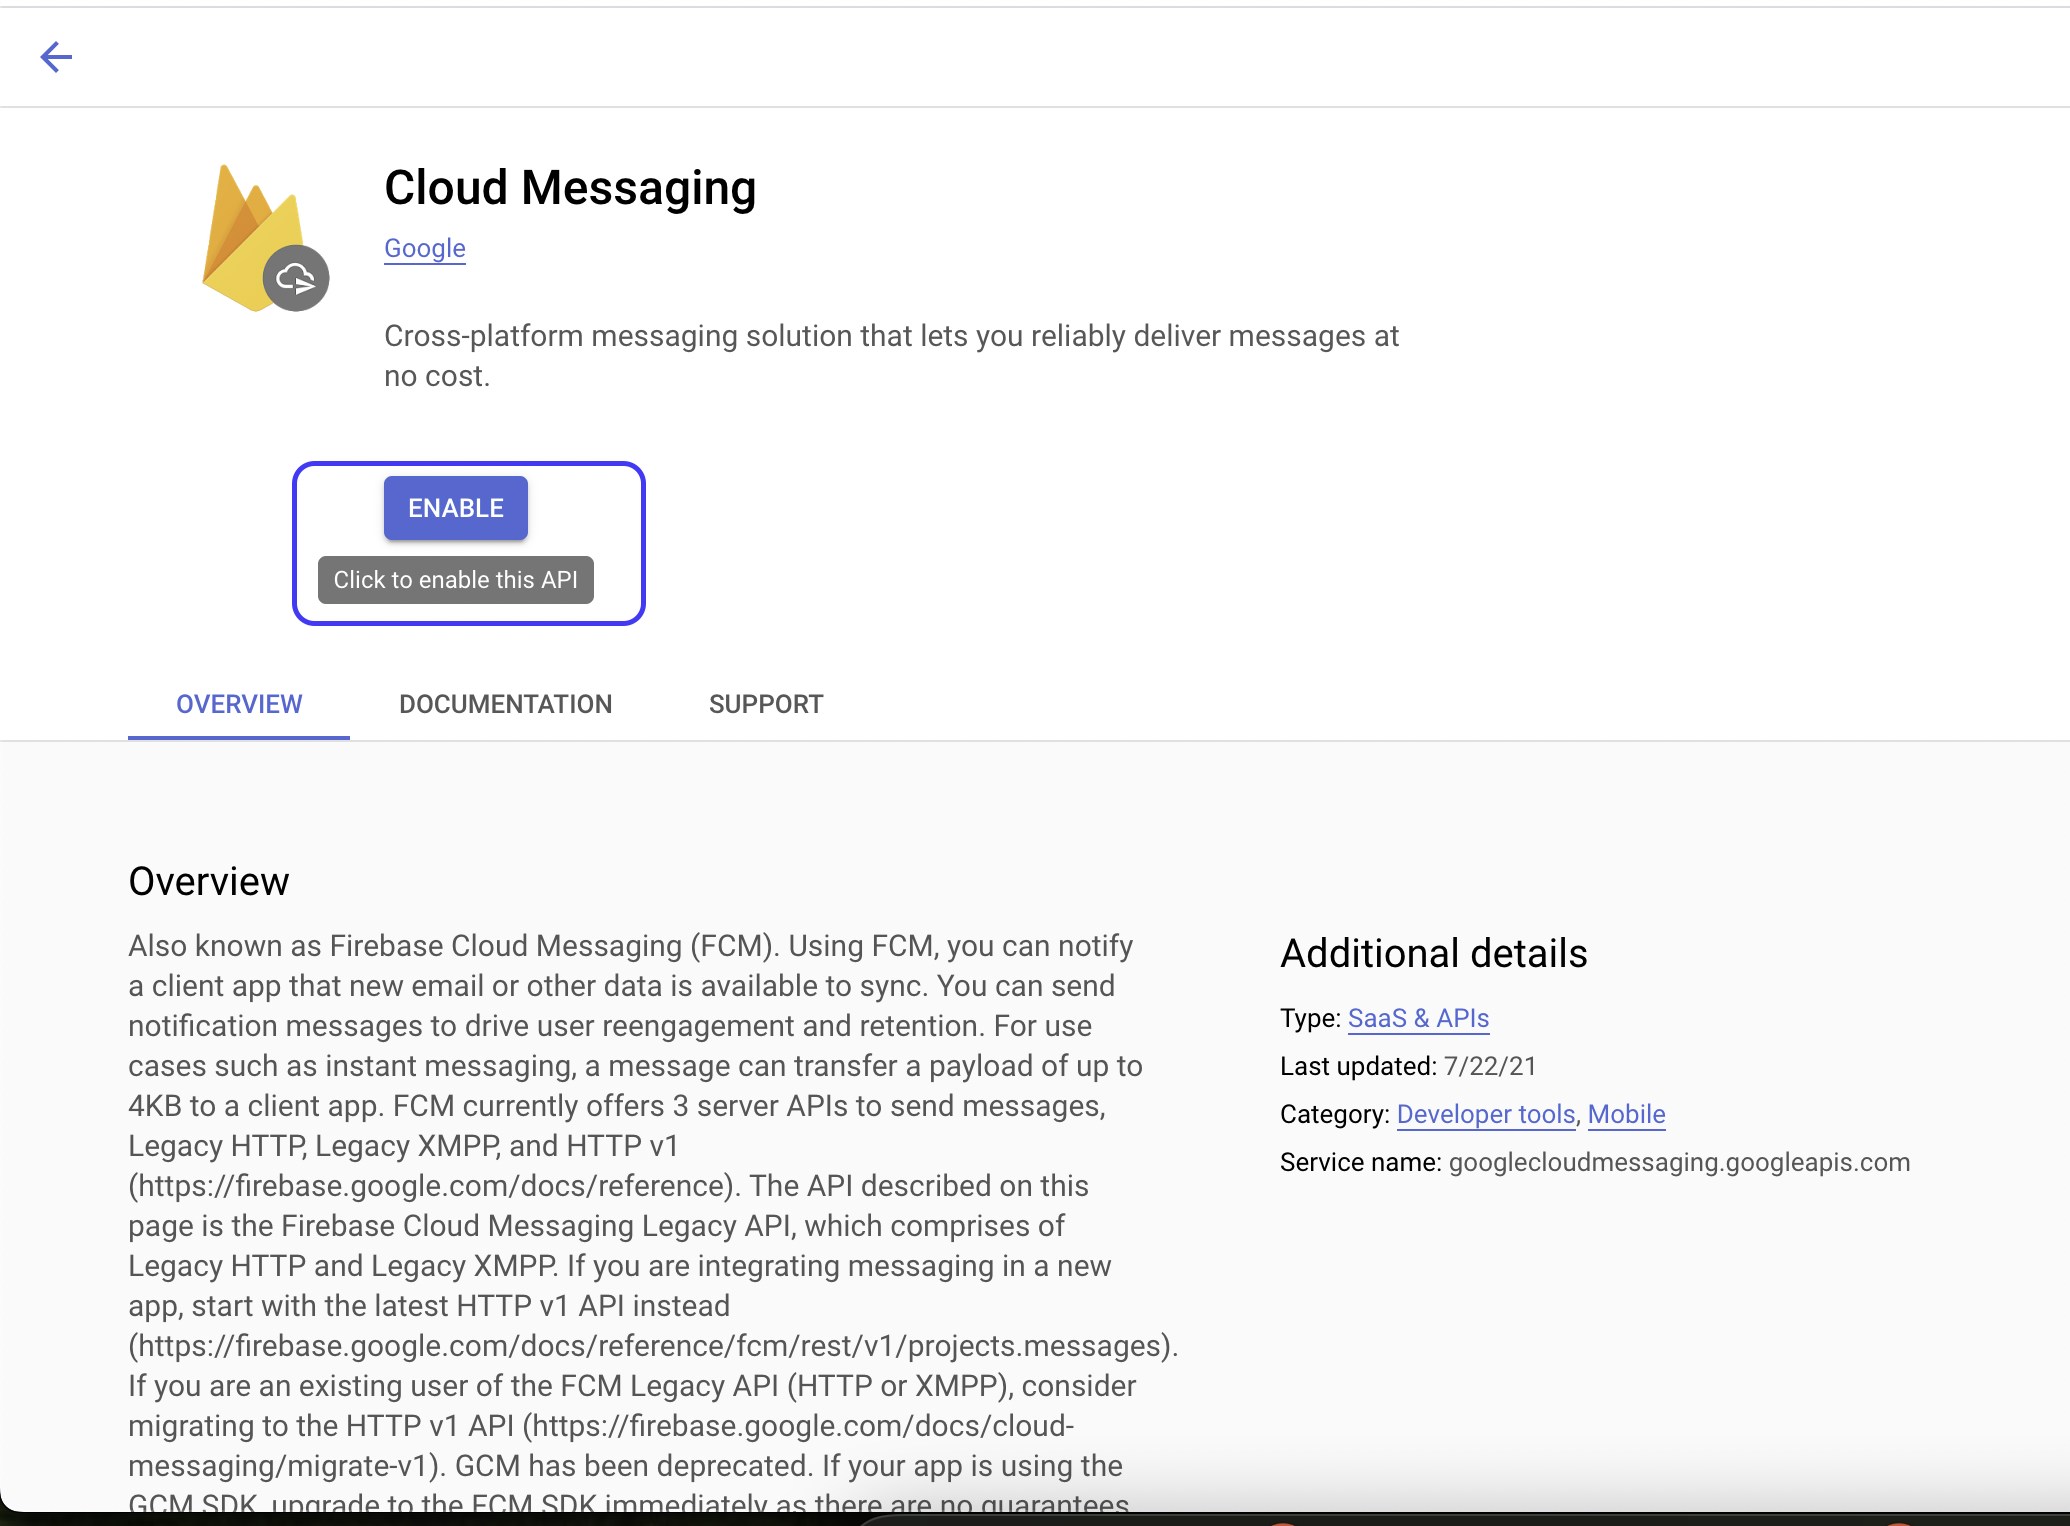 Cloud Messaging
Google
Cross-platform messaging solution that lets you reliably deliver messages at
no cost.
ENABLE
Click to enable this API
OVERVIEW
DOCUMENTATION
SUPPORT
Overview
Also known as Firebase Cloud Messaging (FCM). Using FCM, you can notify
a client app that new email or other data is available to sync. You can send
notification messages to drive user reengagement and retention. For use
cases such as instant messaging, a message can transfer a payload of up to
4KB to a client app. FCM currently offers 3 server APIs to send messages,
Legacy HTTP, Legacy XMPP, and HTTP v1
(https://firebase.google.com/docs/reference). The API described on this
page is the Firebase Cloud Messaging Legacy API, which comprises of
Legacy HTTP and Legacy XMPP. If you are integrating messaging in a new
app, start with the latest HTTP v1 API instead
(https://firebase.google.com/docs/reference/fcm/rest/v1/projects.messages).
If you are an existing user of the FCM Legacy API (HTTP or XMPP), consider
migrating to the HTTP v1 API (https://firebase.google.com/docs/cloud-
messaging/migrate-v1). GCM has been deprecated. If your app is using the
GCM SDK, upgrade to the FCM SDK immediately as there are no guarantees
Additional details
Type: SaaS & APIs
Last updated: 7/22/21
Category: Developer tools, Mobile
Service name: googlecloudmessaging.googleapis.com